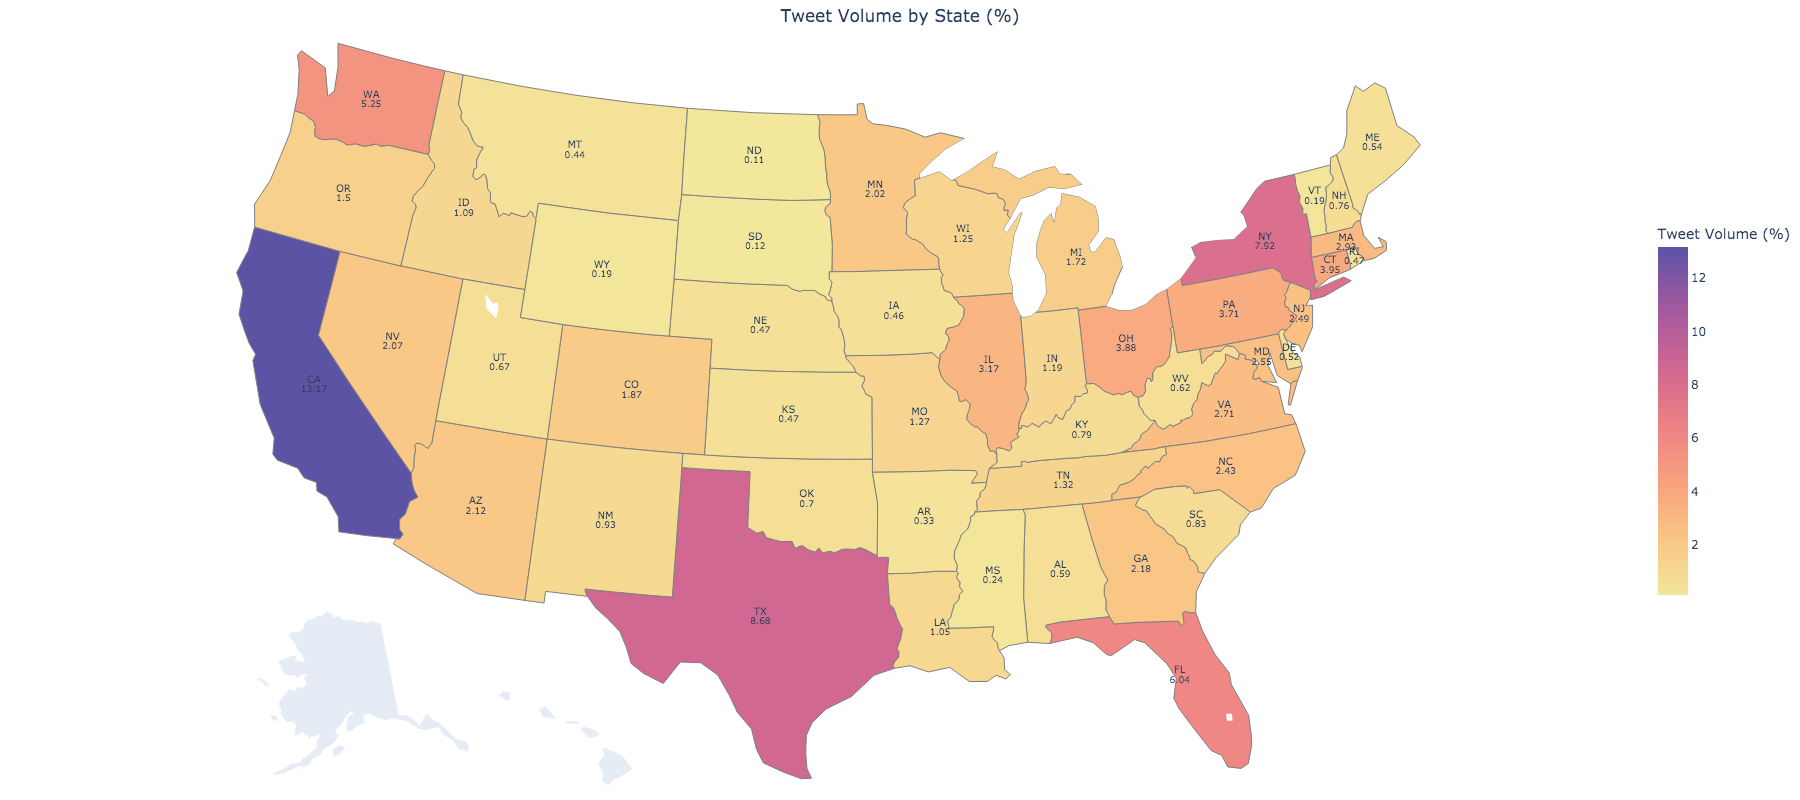 Tweet Volume by State (%)
WA
5.25
MT
0.44
ND
0.11
MN
2.02
ME
0.54
OR
1.5
ID
1.09
SD
0.12
WI
1.25
MI
1.72
VT
0.19
NH
0.76
NY
7.92
MA
2.93
RI
0.47
CT
3.95
WY
0.19
NE
0.47
IA
0.46
PA
3.71
NJ
2.49
NV
2.07
UT
0.67
IL
3.17
IN
1.19
OH
3.88
MD
2.55
DE
0.52
CA
13.17
CO
1.87
KS
0.47
MO
1.27
KY
0.79
WV
0.62
VA
2.71
AZ
2.12
NM
0.93
OK
0.7
AR
0.33
TN
1.32
NC
2.43
SC
0.83
MS
0.24
AL
0.59
GA
2.18
TX
8.68
LA
1.05
FL
6.04
Tweet Volume (%)
12
10
8
6
4
2